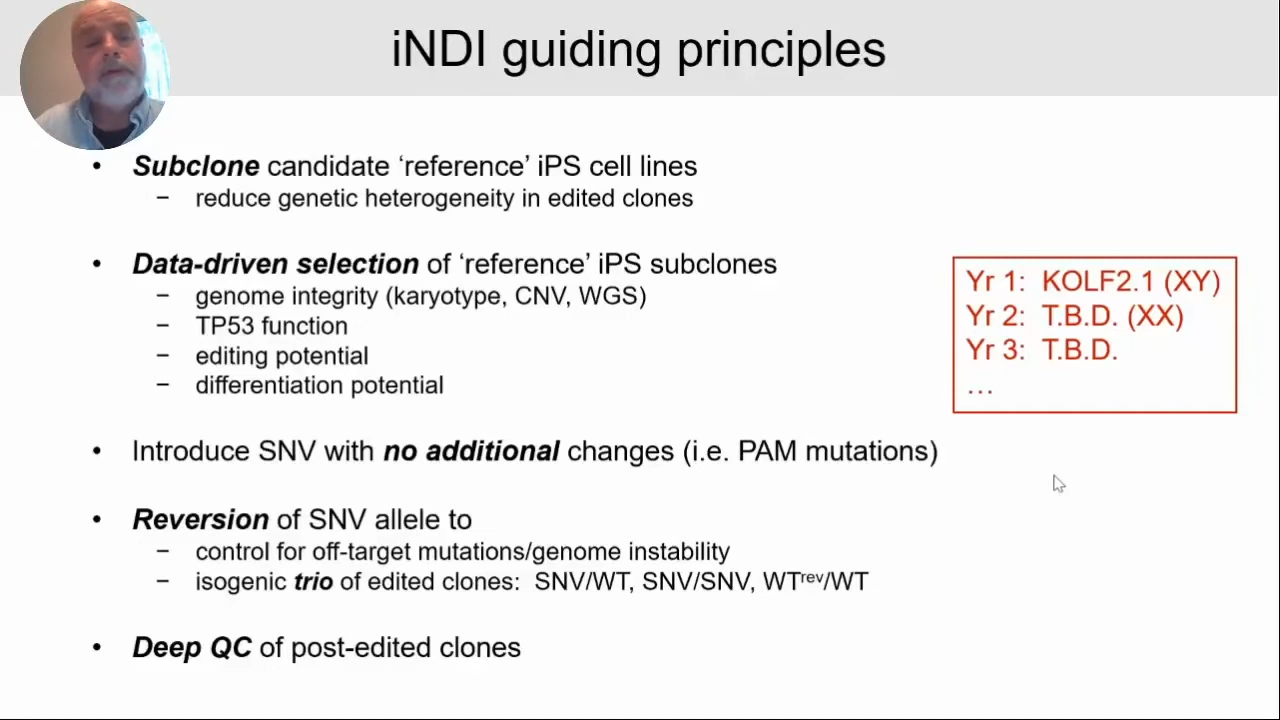 iNDI guiding principles
• Subclone candidate ‘reference’ iPS cell lines
− reduce genetic heterogeneity in edited clones
• Data-driven selection of ‘reference’ iPS subclones
− genome integrity (karyotype, CNV, WGS)
− TP53 function
− editing potential
− differentiation potential
Yr 1: KOLF2.1 (XY)
Yr 2: T.B.D. (XX)
Yr 3: T.B.D.
…
• Introduce SNV with no additional changes (i.e. PAM mutations)
• Reversion of SNV allele to
− control for off-target mutations/genome instability
− isogenic trio of edited clones: SNV/WT, SNV/SNV, WTʳᵉᵛ/WT
• Deep QC of post-edited clones